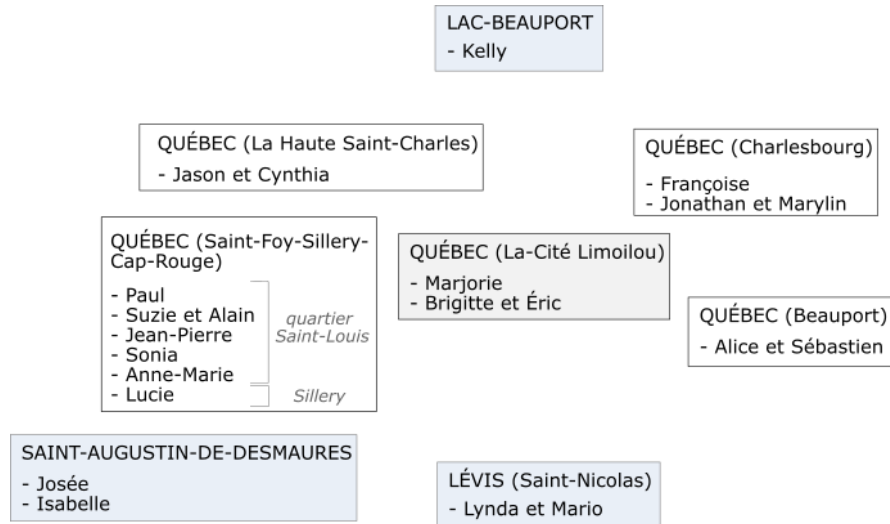 LAC-BEAUPORT
- Kelly
QUÉBEC (La Haute Saint-Charles)
- Jason et Cynthia
QUÉBEC (Charlesbourg)
- Françoise
- Jonathan et Marylin
QUÉBEC (Saint-Foy-Sillery-
Cap-Rouge)
- Paul
- Suzie et Alain
- Jean-Pierre
- Sonia
- Anne-Marie
- Lucie
quartier
Saint-Louis
Sillery
QUÉBEC (La-Cité Limoilou)
- Marjorie
- Brigitte et Éric
QUÉBEC (Beauport)
- Alice et Sébastien
SAINT-AUGUSTIN-DE-DESMAURES
- Josée
- Isabelle
LÉVIS (Saint-Nicolas)
- Lynda et Mario